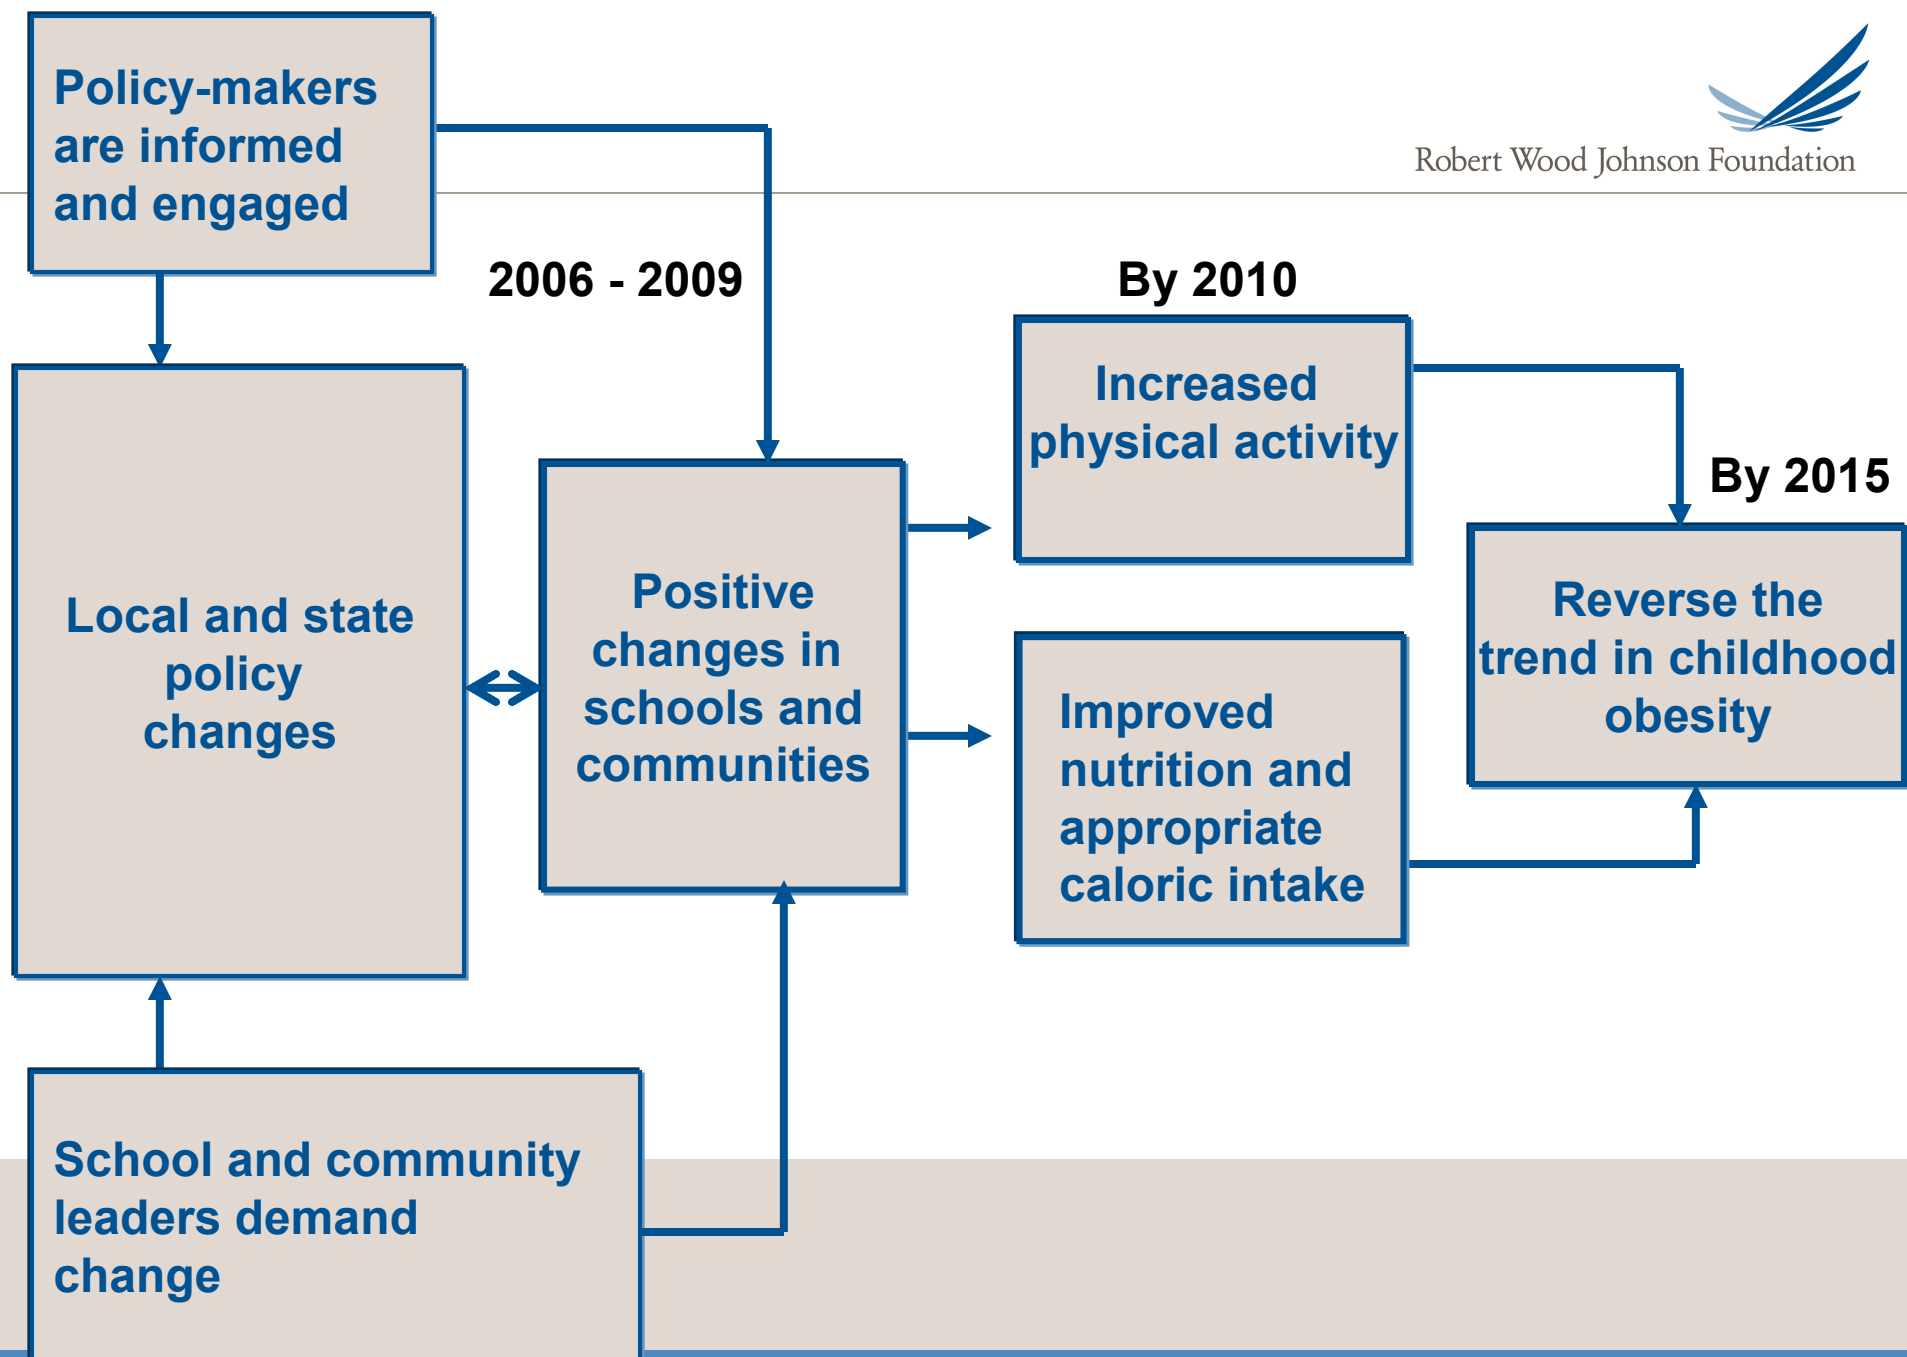 Policy-makers
are informed
and engaged
Robert Wood Johnson Foundation
2006 - 2009
By 2010
Increased
physical activity
By 2015
Local and state
policy
changes
Positive
changes in
schools and
communities
Reverse the
trend in childhood
obesity
Improved
nutrition and
appropriate
caloric intake
School and community
leaders demand
change